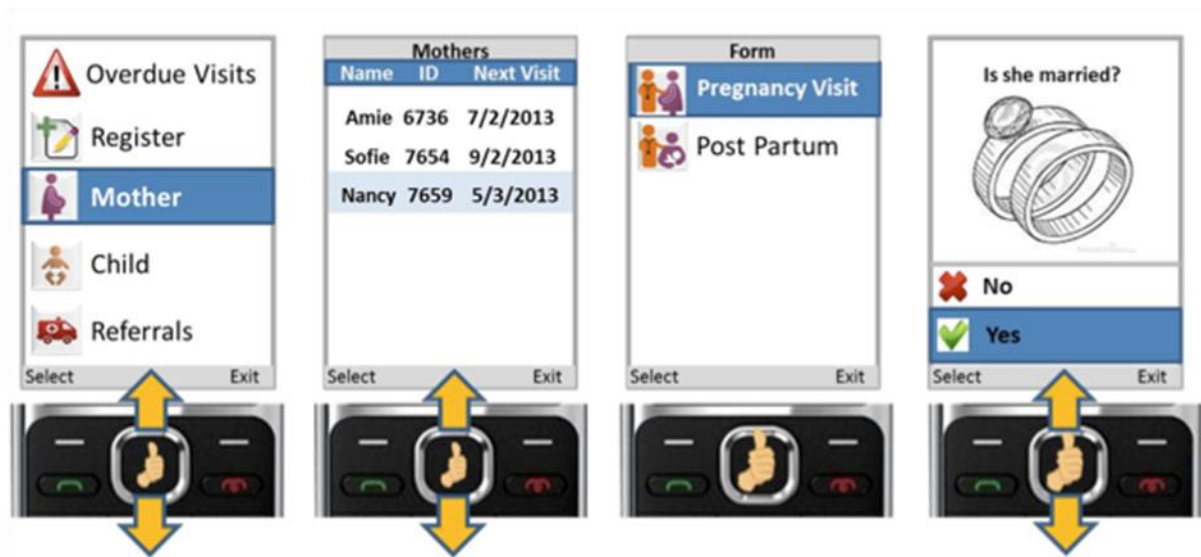 Overdue Visits
Register
Mother
Child
Referrals
Select Exit
Mothers
Name ID Next Visit
Amie 6736 7/2/2013
Sofie 7654 9/2/2013
Nancy 7659 5/3/2013
Select Exit
Form
Pregnancy Visit
Post Partum
Select Exit
Is she married?
No
Yes
Select Exit